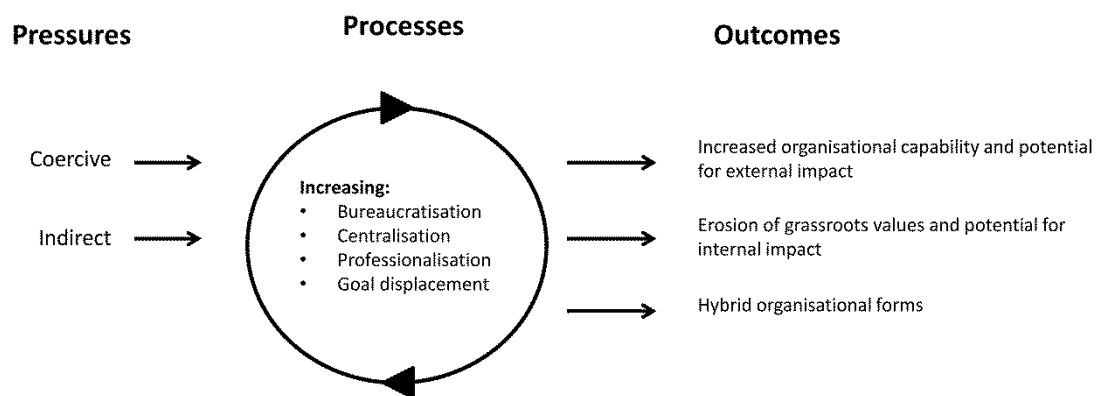 Pressures
Processes
Outcomes
Coercive
Indirect
Increasing:
• Bureaucratisation
• Centralisation
• Professionalisation
• Goal displacement
Increased organisational capability and potential
for external impact
Erosion of grassroots values and potential for
internal impact
Hybrid organisational forms